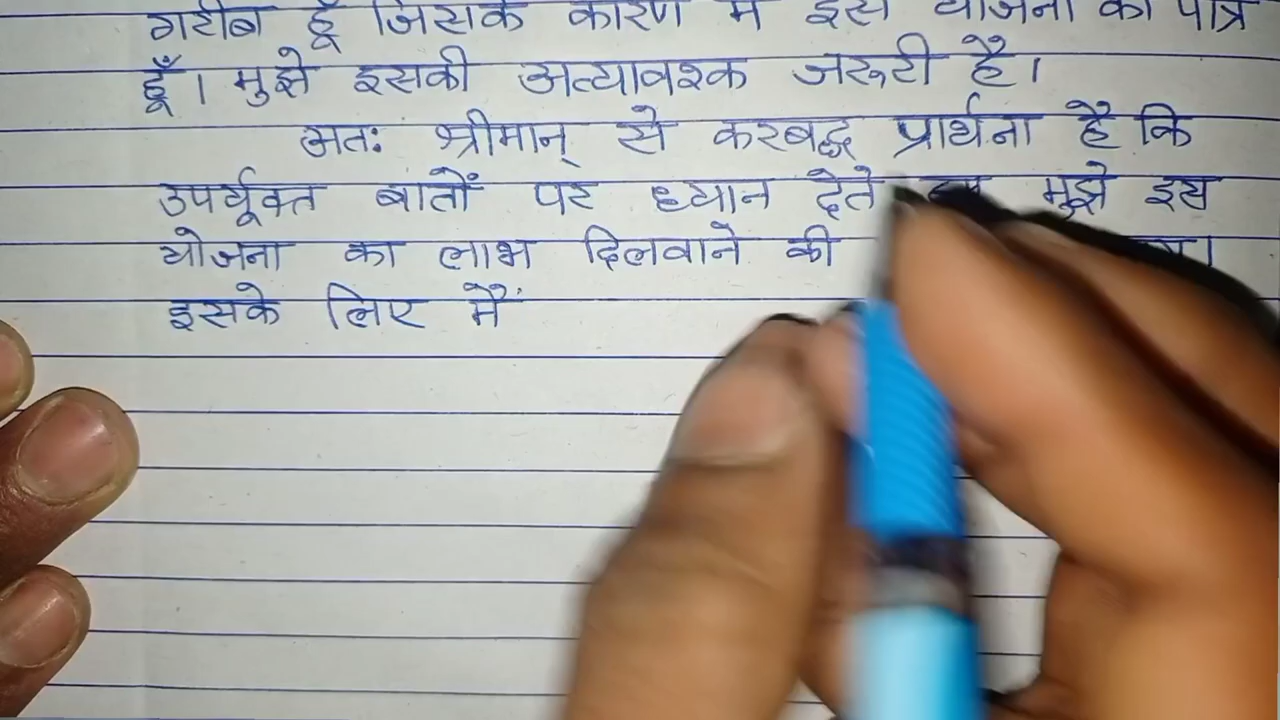 गरीब हूँ जिसके कारण मैं इस योजना का पात्र
हूँ। मुझे इसकी अत्यावश्क जरूरी है।
अतः श्रीमान् से करबद्ध प्रार्थना है कि
उपर्यूक्त बातों पर ध्यान देते मुझे इस
योजना का लाभ दिलवाने की
इसके लिए मैं